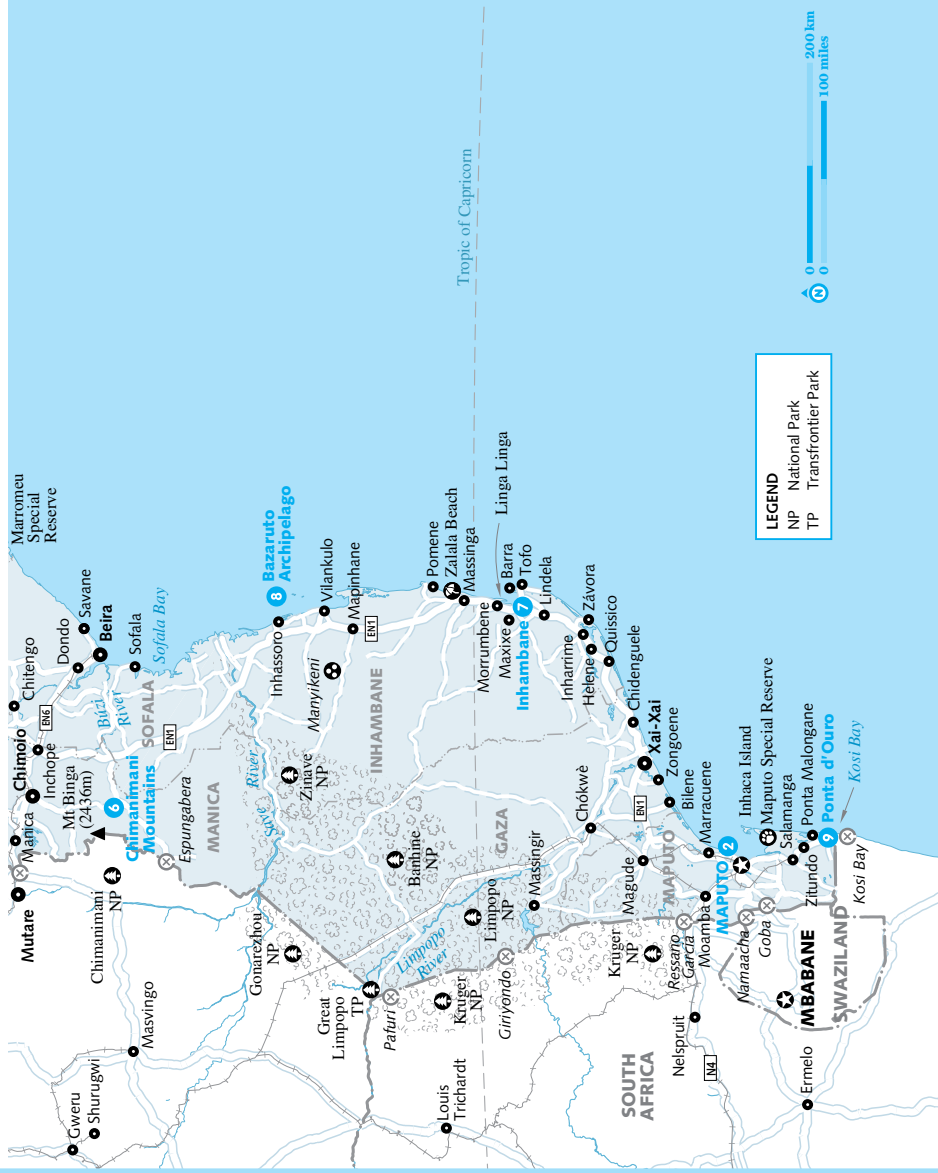 Marromeu
Special
Reserve
Chitengo
Dondo
Savane
Beira
Sofala
Sofala Bay
Búzi
River
SOFALA
EN6
EN1
Chimoio
Inchope
Manica
Mutare
Mt Binga
(2436m)
6
Chimanimani
Mountains
Chimanimani
NP
Espungabera
MANICA
Gweru
Shurugwi
Masvingo
Save
River
Gonarezhou
NP
Zinave
NP
8
Bazaruto
Archipelago
Inhassoro
Vilankulo
Mapinhane
EN1
Manyikeni
INHAMBANE
Great
Limpopo
TP
Pafuri
Limpopo
River
Banhine
NP
Kruger
NP
Louis
Trichardt
Limpopo
NP
Giriyondo
GAZA
Massingir
Pomene
Zalala Beach
Massinga
Tropic of Capricorn
Morrumbene
Linga Linga
Maxixe
Barra
Tofo
Inhambane
7
Lindela
Inharrime
Závora
Helene
Quissico
Chidenguele
Xai-Xai
Zongoene
Bilene
Chókwè
EN1
Magude
MAPUTO
Marracuene
Kruger
NP
Ressano
Garcia
Moamba
MAPUTO
2
Inhaca Island
Maputo Special Reserve
Salamanga
Ponta Malongane
Zitundo
9
Ponta d'Ouro
Kosi Bay
Kosi Bay
Namaacha
Goba
MBABANE
SWAZILAND
SOUTH
AFRICA
Nelspruit
N4
Ermelo
LEGEND
NP National Park
TP Transfrontier Park
N
0
200 km
0
100 miles